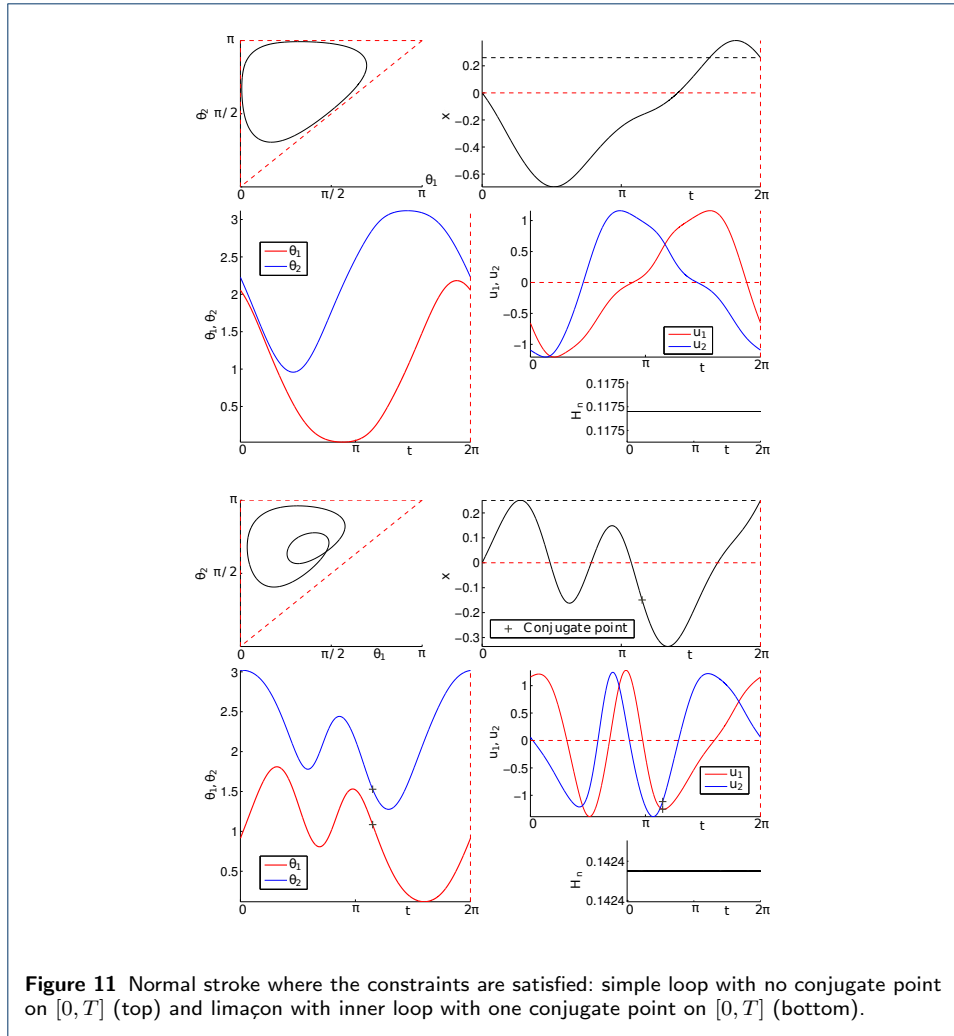 π
θ2 π/2
0 π/2 π
θ1
0.2
0
−0.2
−0.4
−0.6
x
0 π t 2π
3
2.5
2
1.5
1
0.5
θ1, θ2
θ1
θ2
0 π t 2π
1
0.5
0
−0.5
−1
u1, u2
u1
u2
0 π t 2π
0.1175
0.1175
0.1175
Hn
0 π t 2π
π
θ2 π/2
0 π/2 θ1 π
0.2
0.1
0
−0.1
−0.2
−0.3
x
+ Conjugate point
0 π t 2π
3
2.5
2
1.5
1
0.5
θ1, θ2
θ1
θ2
0 π t 2π
1
0.5
0
−0.5
−1
u1, u2
u1
u2
0 π t 2π
0.1424
0.1424
Hn
0 π t 2π
Figure 11 Normal stroke where the constraints are satisfied: simple loop with no conjugate point
on [0, T] (top) and limaçon with inner loop with one conjugate point on [0, T] (bottom).